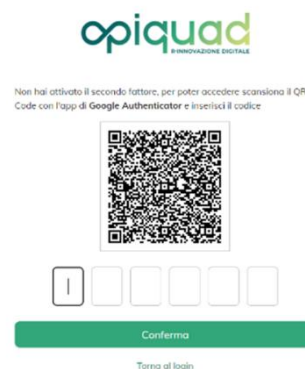 opiquad
R-INNOVAZIONE DIGITALE
Non hai attivato il secondo fattore, per poter accedere scansiona il QR
Code con l'app di Google Authenticator e inserisci il codice
Conferma
Torna al login